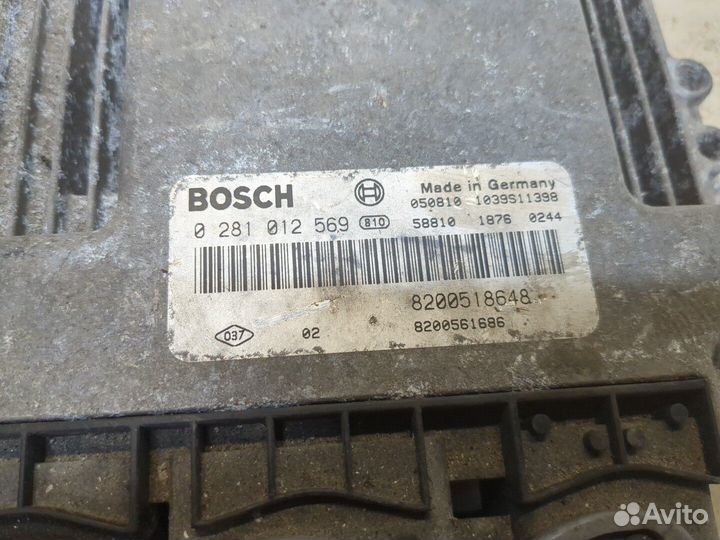 BOSCH
Made in Germany
050810 1039S11398
0 281 012 569 810 58810 1876 0244
8200518648
037 02 8200561686
Avito